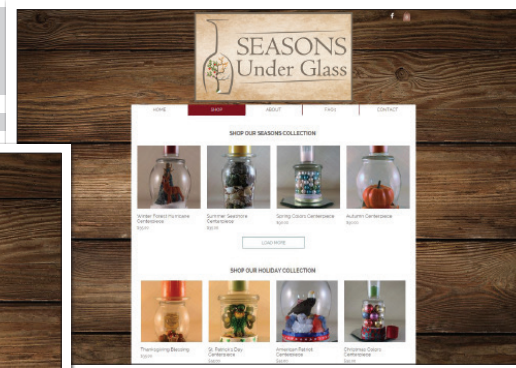 SEASONS
Under Glass
HOME SHOP ABOUT FAQs CONTACT
SHOP OUR SEASONS COLLECTION
Winter Forest Hurricane Centerpiece
Summer Seashore Centerpiece
Spring Colors Centerpiece
Autumn Centerpiece
LOAD MORE
SHOP OUR HOLIDAY COLLECTION
Thanksgiving Blessing
St. Patrick's Day Centerpiece
American Patriot Centerpiece
Christmas Colors Centerpiece